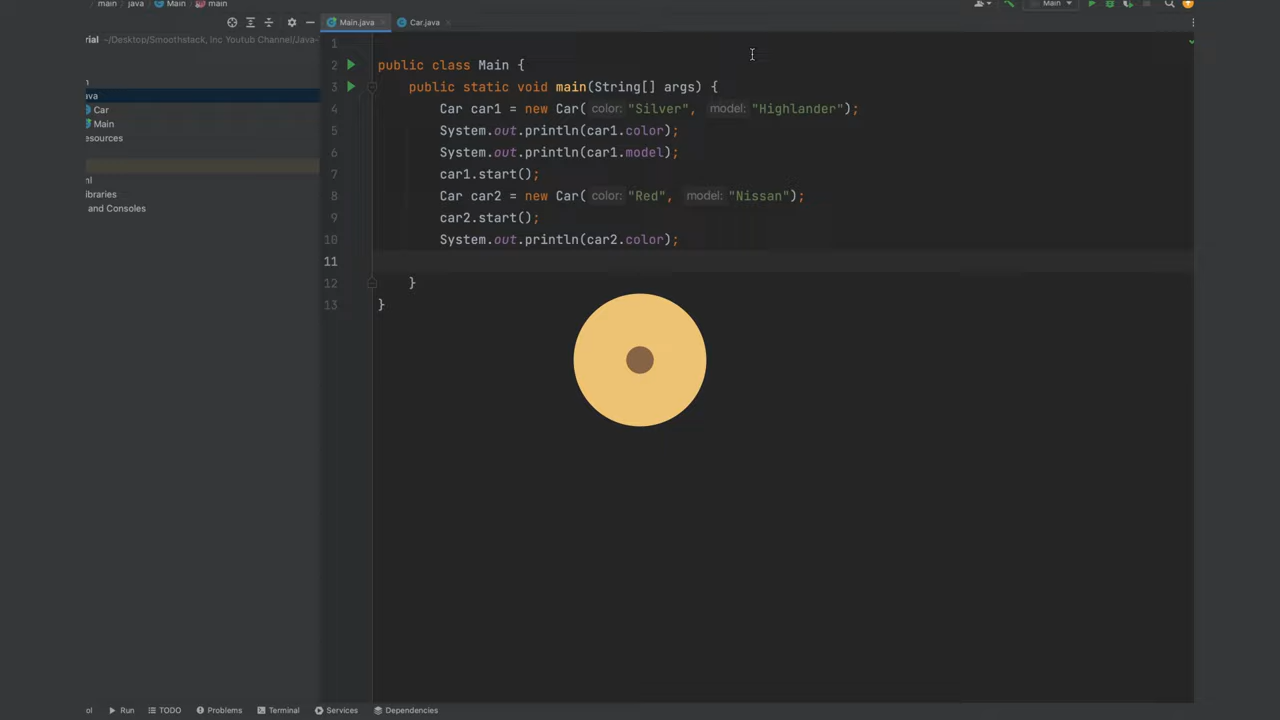 main java Main main
Main
Main.java Car.java
rial ~/Desktop/Smoothstack, Inc Youtub Channel/Java-
ava
Car
Main
esources
ml
ibraries
and Consoles
1
2 public class Main {
3 public static void main(String[] args) {
4 Car car1 = new Car( color: "Silver", model: "Highlander");
5 System.out.println(car1.color);
6 System.out.println(car1.model);
7 car1.start();
8 Car car2 = new Car( color: "Red", model: "Nissan");
9 car2.start();
10 System.out.println(car2.color);
11
12 }
13 }
ol Run TODO Problems Terminal Services Dependencies